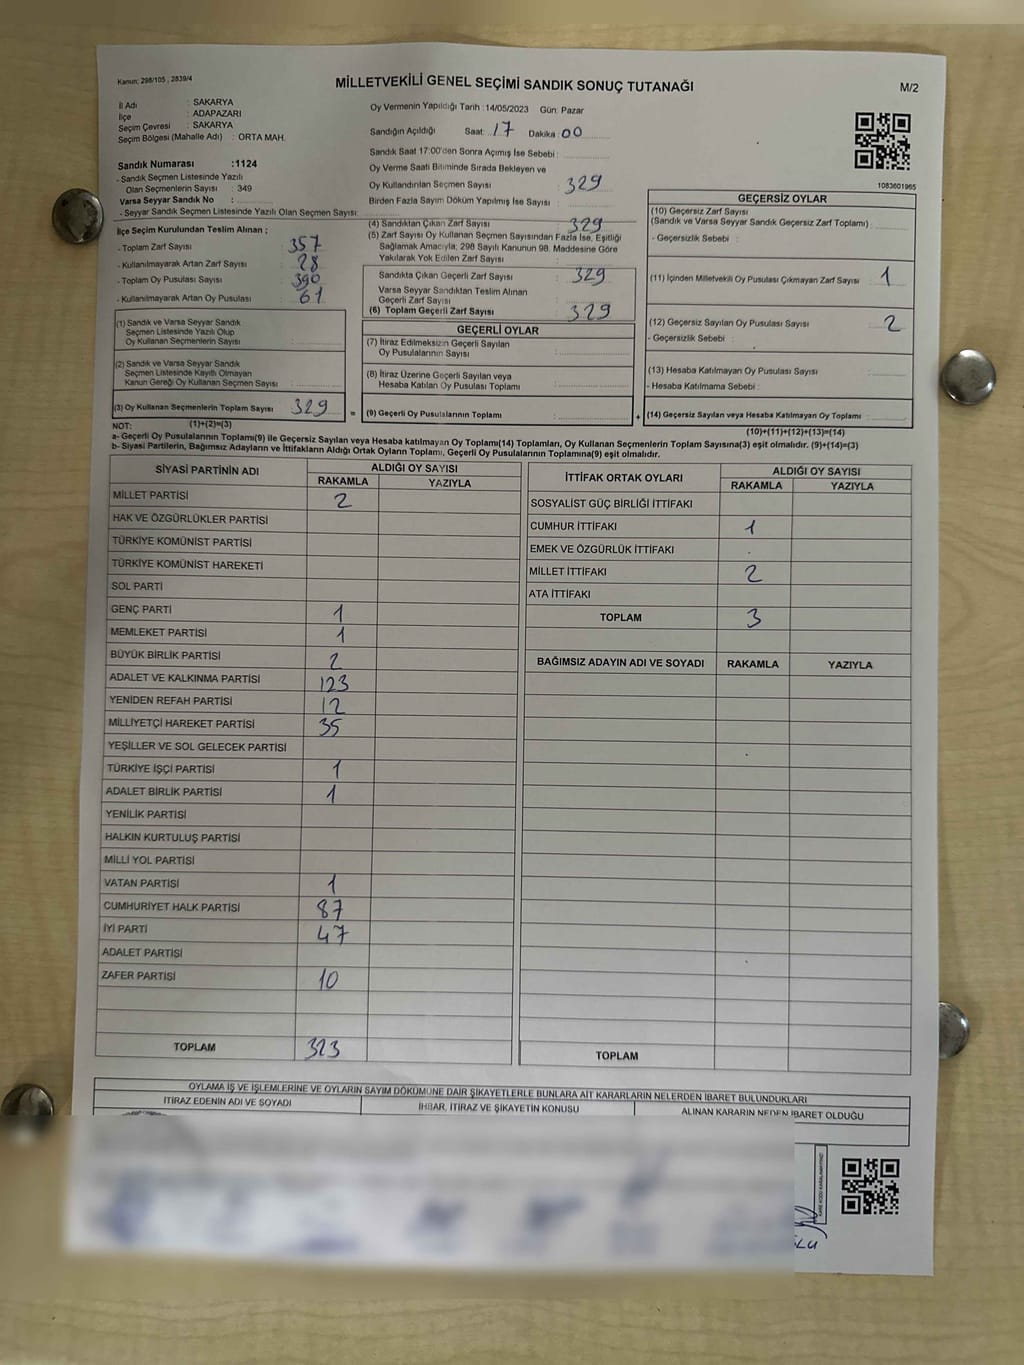 Kanun; 298/105 , 2839/4
MİLLETVEKİLİ GENEL SEÇİMİ SANDIK SONUÇ TUTANAĞI
M/2
İl Adı : SAKARYA
İlçe : ADAPAZARI
Seçim Çevresi : SAKARYA
Seçim Bölgesi (Mahalle Adı) : ORTA MAH.
Sandık Numarası :1124
- Sandık Seçmen Listesinde Yazılı
Olan Seçmenlerin Sayısı : 349
Varsa Seyyar Sandık No :
- Seyyar Sandık Seçmen Listesinde Yazılı Olan Seçmen Sayısı:
Oy Vermenin Yapıldığı Tarih :14/05/2023 Gün: Pazar
Sandığın Açıldığı Saat: 17 Dakika : 00
Sandık Saat 17:00'den Sonra Açımış İse Sebebi :
Oy Verme Saati Bitiminde Sırada Bekleyen ve
Oy Kullandırılan Seçmen Sayısı : 329
Birden Fazla Sayım Döküm Yapılmış İse Sayısı :
1083601965
İlçe Seçim Kurulundan Teslim Alınan ;
- Toplam Zarf Sayısı : 357
- Kullanılmayarak Artan Zarf Sayısı : 28
- Toplam Oy Pusulası Sayısı : 390
- Kullanılmayarak Artan Oy Pusulası : 61
(4) Sandıktan Çıkan Zarf Sayısı : 329
(5) Zarf Sayısı Oy Kullanan Seçmen Sayısından Fazla İse, Eşitliği
Sağlamak Amacıyla; 298 Sayılı Kanunun 98. Maddesine Göre
Yakılarak Yok Edilen Zarf Sayısı :
Sandıkta Çıkan Geçerli Zarf Sayısı : 329
Varsa Seyyar Sandıktan Teslim Alınan
Geçerli Zarf Sayısı :
(6) Toplam Geçerli Zarf Sayısı : 329
GEÇERSİZ OYLAR
(10) Geçersiz Zarf Sayısı
(Sandık ve Varsa Seyyar Sandık Geçersiz Zarf Toplamı) :
- Geçersizlik Sebebi :
(11) İçinden Milletvekili Oy Pusulası Çıkmayan Zarf Sayısı : 1
(12) Geçersiz Sayılan Oy Pusulası Sayısı : 2
- Geçersizlik Sebebi :
(13) Hesaba Katılmayan Oy Pusulası Sayısı :
- Hesaba Katılmama Sebebi :
(14) Geçersiz Sayılan veya Hesaba Katılmayan Oy Toplamı :
(10)+(11)+(12)+(13)=(14)
(1) Sandık ve Varsa Seyyar Sandık
Seçmen Listesinde Yazılı Olup
Oy Kullanan Seçmenlerin Sayısı :
(2) Sandık ve Varsa Seyyar Sandık
Seçmen Listesinde Kayıtlı Olmayan
Kanun Gereği Oy Kullanan Seçmen Sayısı :
(3) Oy Kullanan Seçmenlerin Toplam Sayısı : 329 =
GEÇERLİ OYLAR
(7) İtiraz Edilmeksizin Geçerli Sayılan
Oy Pusulalarının Sayısı :
(8) İtiraz Üzerine Geçerli Sayılan veya
Hesaba Katılan Oy Pusulası Toplamı :
(9) Geçerli Oy Pusulalarının Toplamı : +
NOT: (1)+(2)=(3)
a- Geçerli Oy Pusulalarının Toplamı(9) ile Geçersiz Sayılan veya Hesaba katılmayan Oy Toplamı(14) Toplamları, Oy Kullanan Seçmenlerin Toplam Sayısına(3) eşit olmalıdır. (9)+(14)=(3)
b- Siyasi Partilerin, Bağımsız Adayların ve İttifakların Aldığı Ortak Oyların Toplamı, Geçerli Oy Pusulalarının Toplamına(9) eşit olmalıdır.
SİYASİ PARTİNİN ADI ALDIĞI OY SAYISI
RAKAMLA YAZIYLA
MİLLET PARTİSİ 2
HAK VE ÖZGÜRLÜKLER PARTİSİ
TÜRKİYE KOMÜNİST PARTİSİ
TÜRKİYE KOMÜNİST HAREKETİ
SOL PARTİ
GENÇ PARTİ 1
MEMLEKET PARTİSİ 1
BÜYÜK BİRLİK PARTİSİ 2
ADALET VE KALKINMA PARTİSİ 123
YENİDEN REFAH PARTİSİ 12
MİLLİYETÇİ HAREKET PARTİSİ 35
YEŞİLLER VE SOL GELECEK PARTİSİ
TÜRKİYE İŞÇİ PARTİSİ 1
ADALET BİRLİK PARTİSİ 1
YENİLİK PARTİSİ
HALKIN KURTULUŞ PARTİSİ
MİLLİ YOL PARTİSİ
VATAN PARTİSİ 1
CUMHURİYET HALK PARTİSİ 87
İYİ PARTİ 47
ADALET PARTİSİ
ZAFER PARTİSİ 10
TOPLAM 323
İTTİFAK ORTAK OYLARI ALDIĞI OY SAYISI
RAKAMLA YAZIYLA
SOSYALİST GÜÇ BİRLİĞİ İTTİFAKI
CUMHUR İTTİFAKI 1
EMEK VE ÖZGÜRLÜK İTTİFAKI
MİLLET İTTİFAKI 2
ATA İTTİFAKI
TOPLAM 3
BAĞIMSIZ ADAYIN ADI VE SOYADI RAKAMLA YAZIYLA
TOPLAM
OYLAMA İŞ VE İŞLEMLERİNE VE OYLARIN SAYIM DÖKÜMÜNE DAİR ŞİKAYETLERLE BUNLARA AİT KARARLARIN NELERDEN İBARET BULUNDUKLARI
İTİRAZ EDENİN ADI VE SOYADI İHBAR, İTİRAZ VE ŞİKAYETİN KONUSU ALINAN KARARIN NEDEN İBARET OLDUĞU